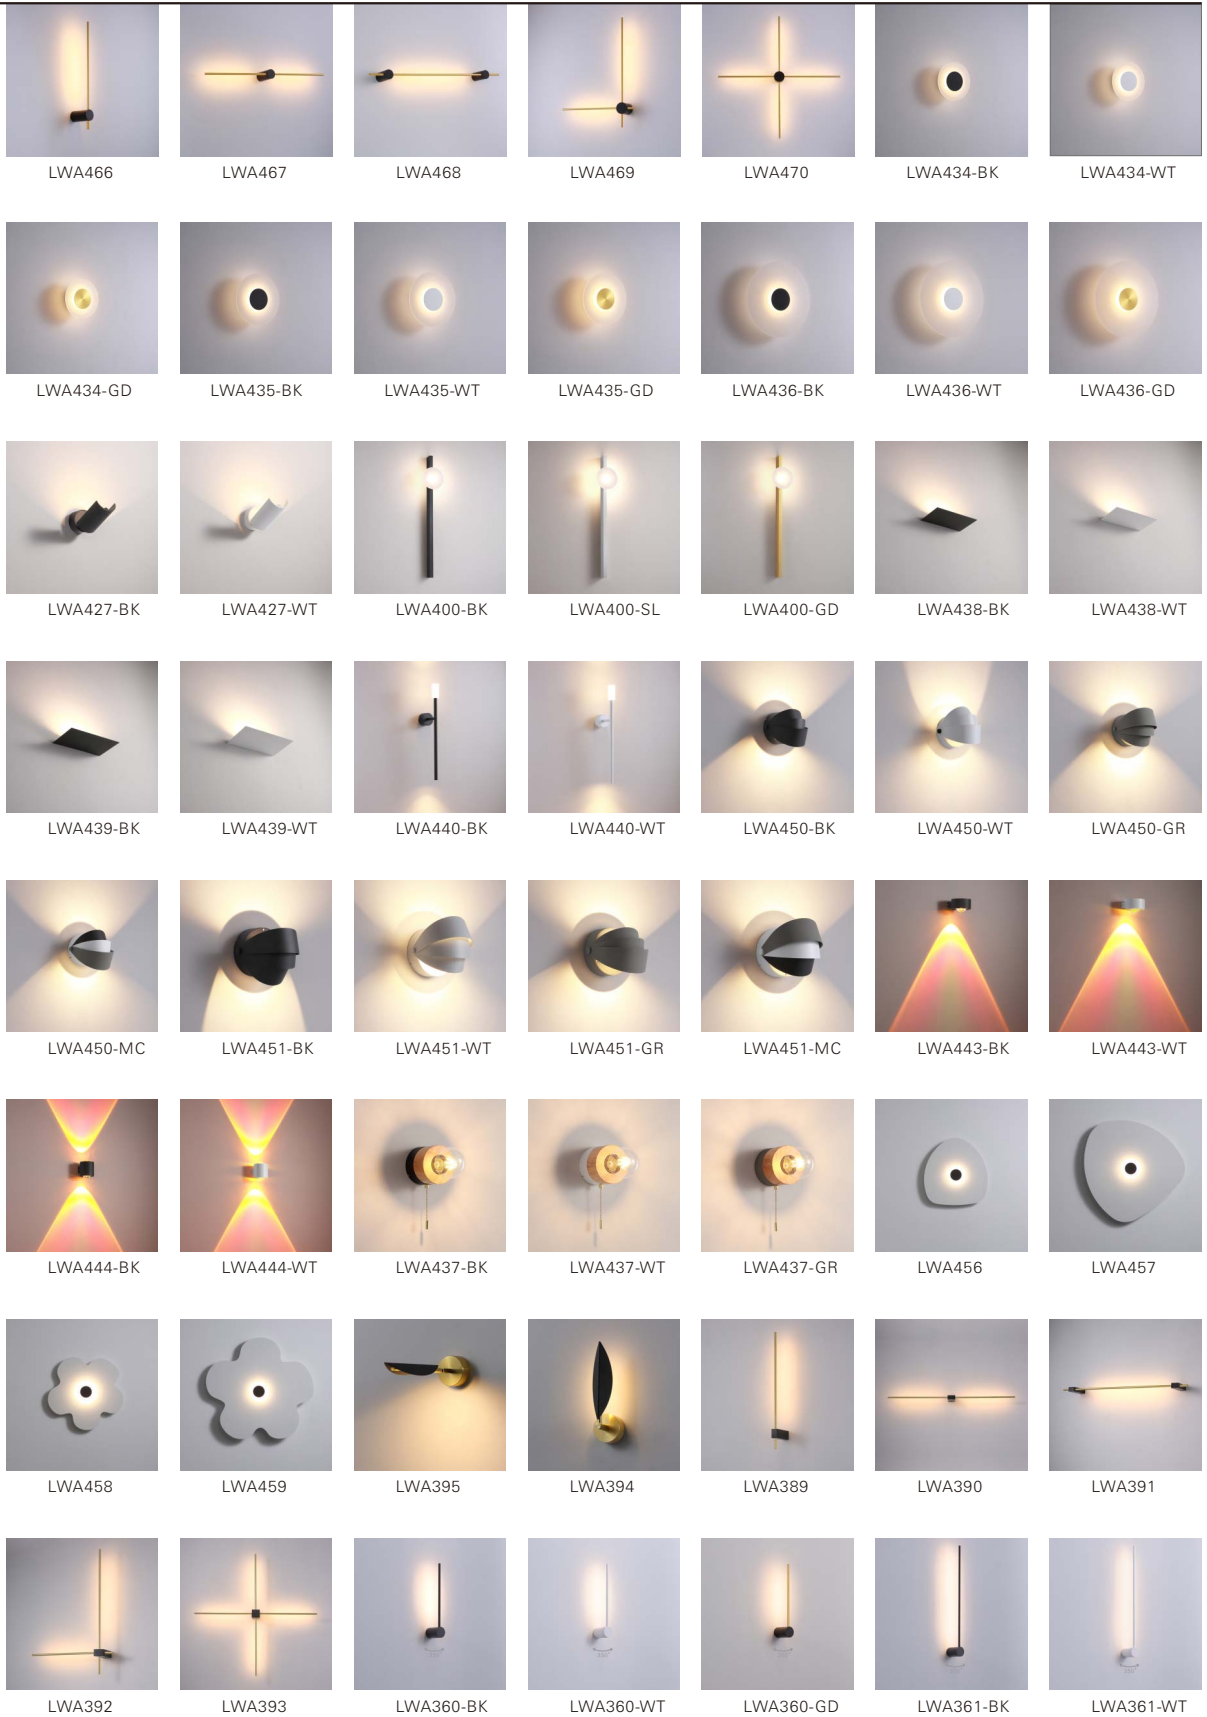 LWA466 LWA467 LWA468 LWA469 LWA470 LWA434-BK LWA434-WT
LWA434-GD LWA435-BK LWA435-WT LWA435-GD LWA436-BK LWA436-WT LWA436-GD
LWA427-BK LWA427-WT LWA400-BK LWA400-SL LWA400-GD LWA438-BK LWA438-WT
LWA439-BK LWA439-WT LWA440-BK LWA440-WT LWA450-BK LWA450-WT LWA450-GR
LWA450-MC LWA451-BK LWA451-WT LWA451-GR LWA451-MC LWA443-BK LWA443-WT
LWA444-BK LWA444-WT LWA437-BK LWA437-WT LWA437-GR LWA456 LWA457
LWA458 LWA459 LWA395 LWA394 LWA389 LWA390 LWA391
LWA392 LWA393 LWA360-BK LWA360-WT LWA360-GD LWA361-BK LWA361-WT